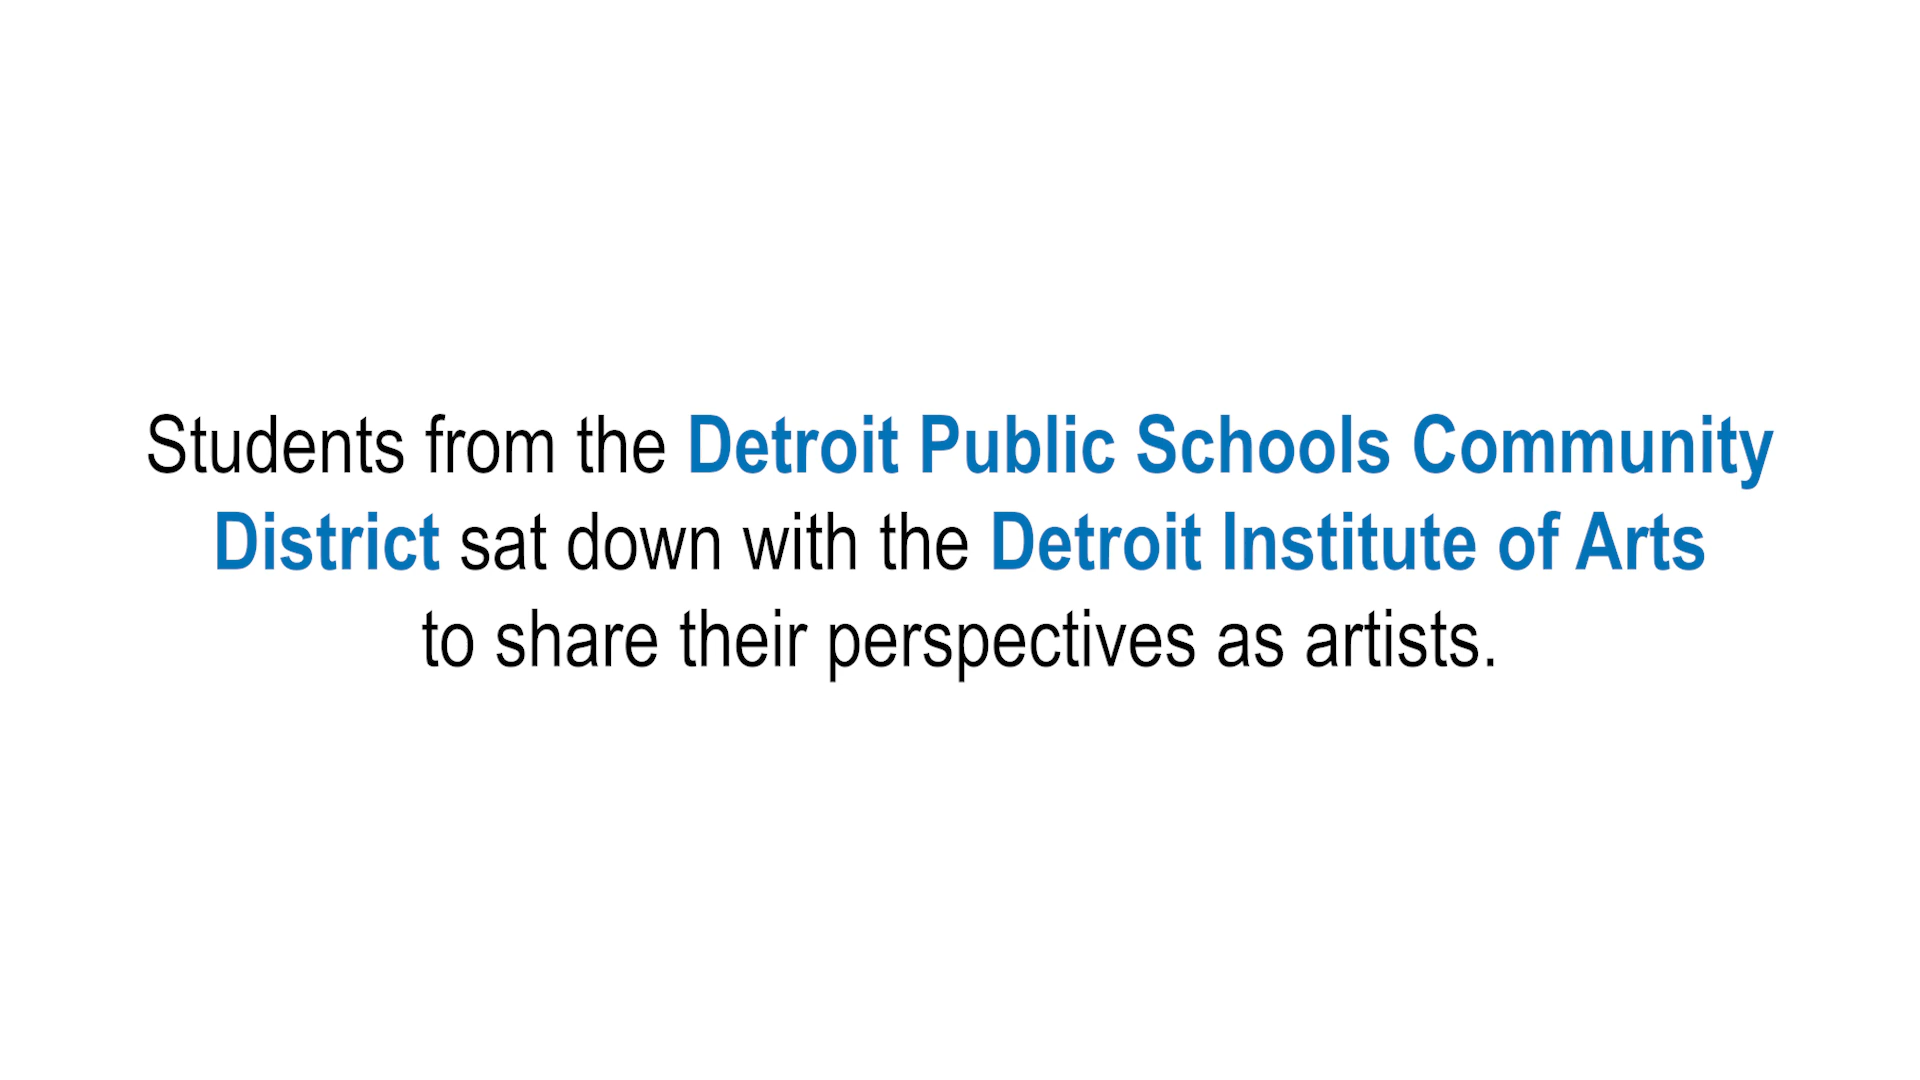 Students from the Detroit Public Schools Community
District sat down with the Detroit Institute of Arts
to share their perspectives as artists.